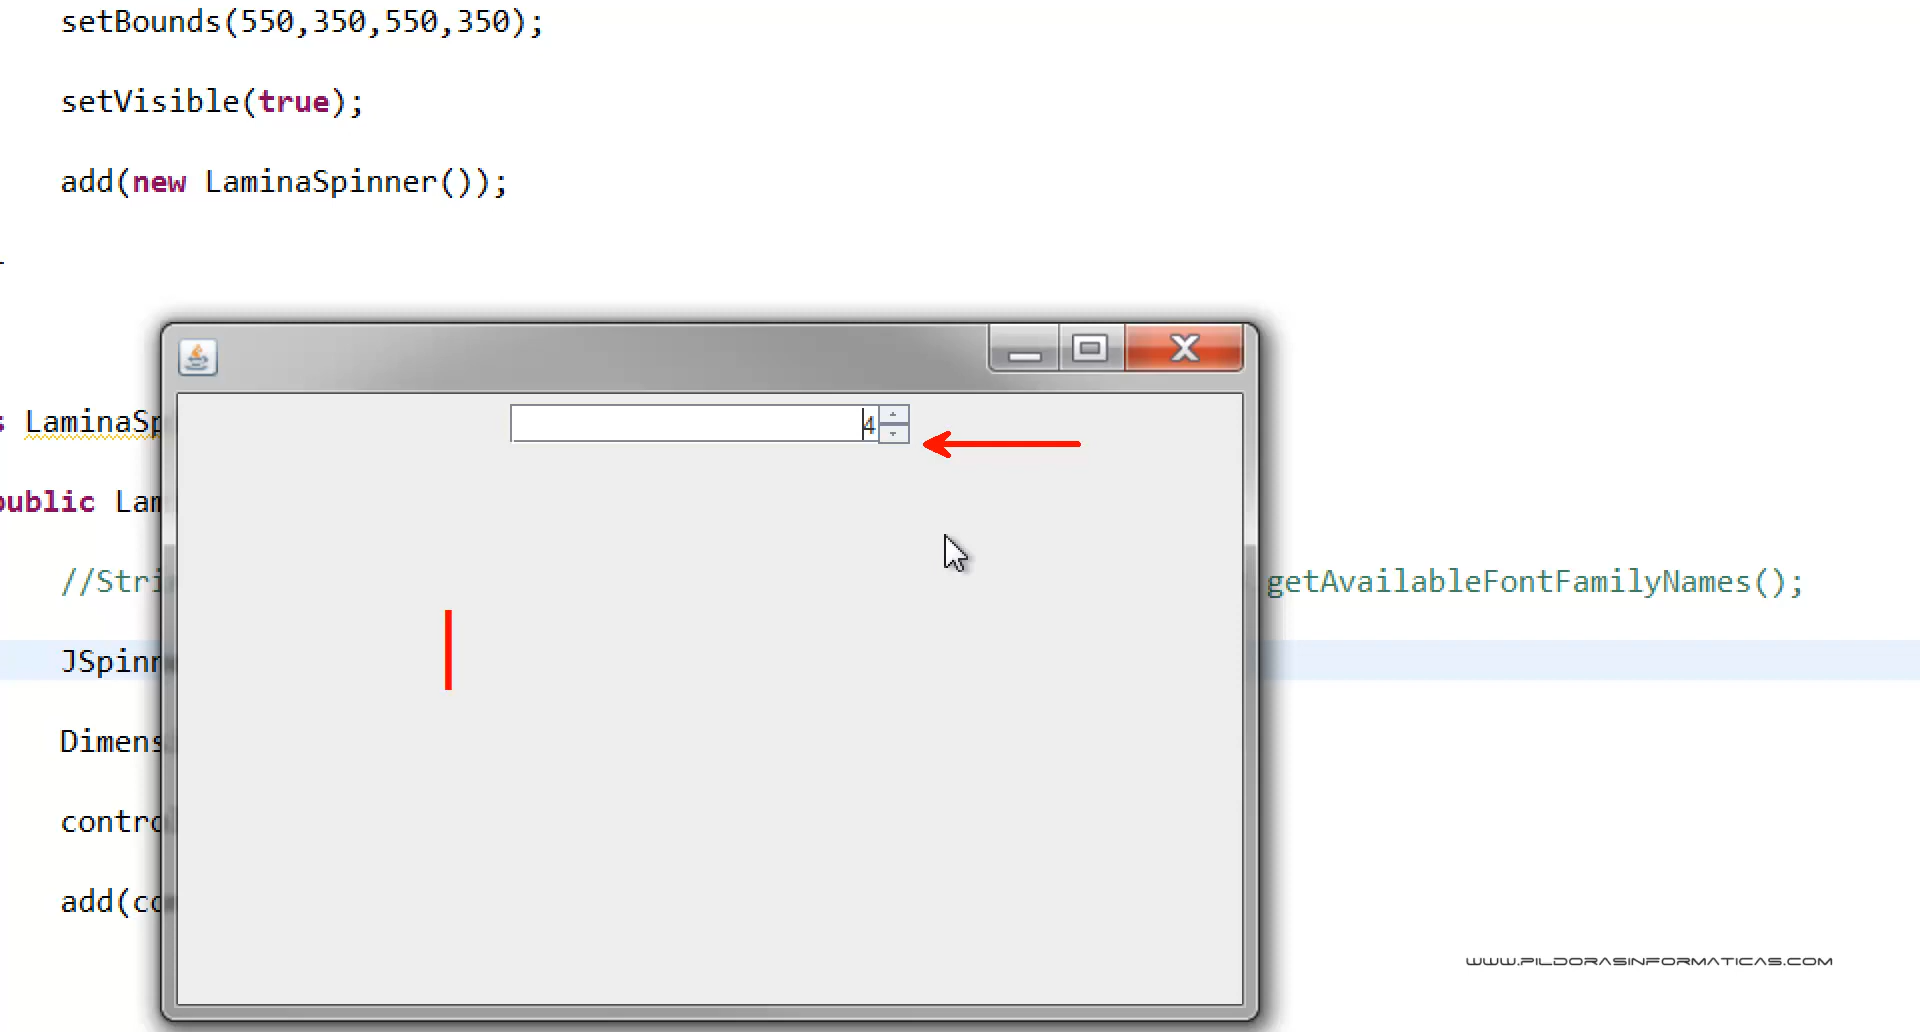 setBounds(550,350,550,350);
setVisible(true);
add(new LaminaSpinner());
4
s LaminaSp
public Lam
//Stri getAvailableFontFamilyNames();
JSpinn
Dimens
contro
add(co
WWW.PILDORASINFORMATICAS.COM